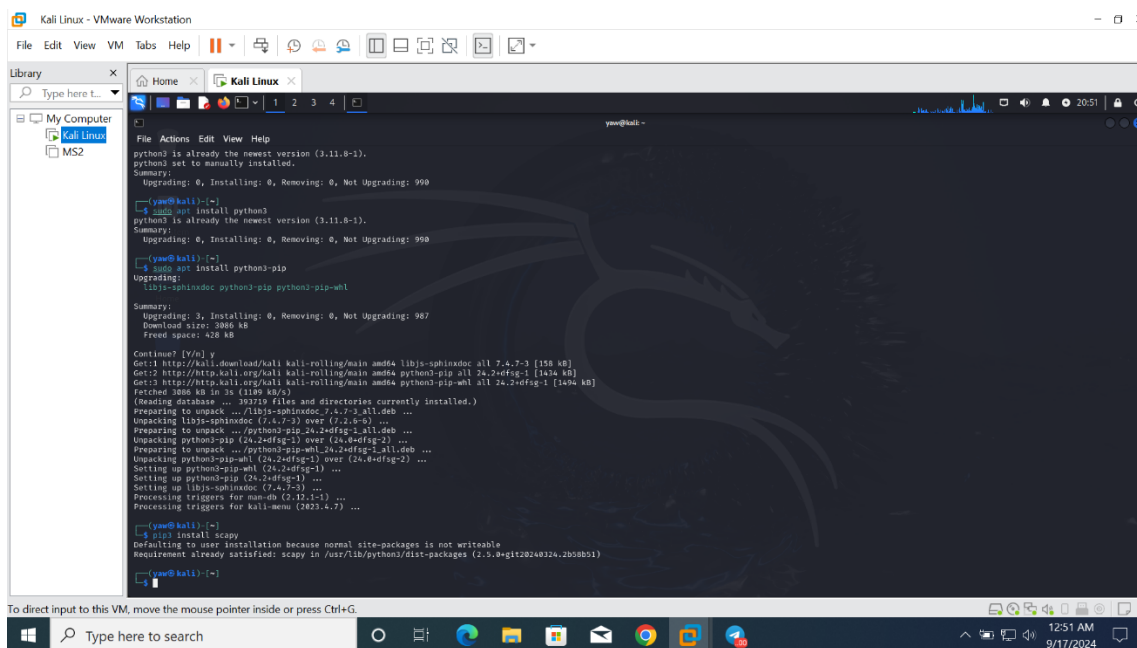 Kali Linux - VMware Workstation
File Edit View VM Tabs Help
Library
Type here t...
My Computer
Kali Linux
MS2
Home
Kali Linux
1 2 3 4
20:51
yaw@kali: ~
File Actions Edit View Help
python3 is already the newest version (3.11.8-1).
python3 set to manually installed.
Summary:
Upgrading: 0, Installing: 0, Removing: 0, Not Upgrading: 990
(yaw㉿kali)-[~]
$ sudo apt install python3
python3 is already the newest version (3.11.8-1).
Summary:
Upgrading: 0, Installing: 0, Removing: 0, Not Upgrading: 990
(yaw㉿kali)-[~]
$ sudo apt install python3-pip
Upgrading:
libjs-sphinxdoc python3-pip python3-pip-whl
Summary:
Upgrading: 3, Installing: 0, Removing: 0, Not Upgrading: 987
Download size: 3086 kB
Freed space: 428 kB
Continue? [Y/n] y
Get:1 http://kali.download/kali kali-rolling/main amd64 libjs-sphinxdoc all 7.4.7-3 [158 kB]
Get:2 http://http.kali.org/kali kali-rolling/main amd64 python3-pip all 24.2+dfsg-1 [1434 kB]
Get:3 http://http.kali.org/kali kali-rolling/main amd64 python3-pip-whl all 24.2+dfsg-1 [1494 kB]
Fetched 3086 kB in 3s (1109 kB/s)
(Reading database ... 393719 files and directories currently installed.)
Preparing to unpack .../libjs-sphinxdoc_7.4.7-3_all.deb ...
Unpacking libjs-sphinxdoc (7.4.7-3) over (7.2.6-6) ...
Preparing to unpack .../python3-pip_24.2+dfsg-1_all.deb ...
Unpacking python3-pip (24.2+dfsg-1) over (24.0+dfsg-2) ...
Preparing to unpack .../python3-pip-whl_24.2+dfsg-1_all.deb ...
Unpacking python3-pip-whl (24.2+dfsg-1) over (24.0+dfsg-2) ...
Setting up python3-pip-whl (24.2+dfsg-1) ...
Setting up python3-pip (24.2+dfsg-1) ...
Setting up libjs-sphinxdoc (7.4.7-3) ...
Processing triggers for man-db (2.12.1-1) ...
Processing triggers for kali-menu (2023.4.7) ...
(yaw㉿kali)-[~]
$ pip3 install scapy
Defaulting to user installation because normal site-packages is not writeable
Requirement already satisfied: scapy in /usr/lib/python3/dist-packages (2.5.0+git20240324.2b58b51)
(yaw㉿kali)-[~]
$
To direct input to this VM, move the mouse pointer inside or press Ctrl+G.
Type here to search
12:51 AM
9/17/2024